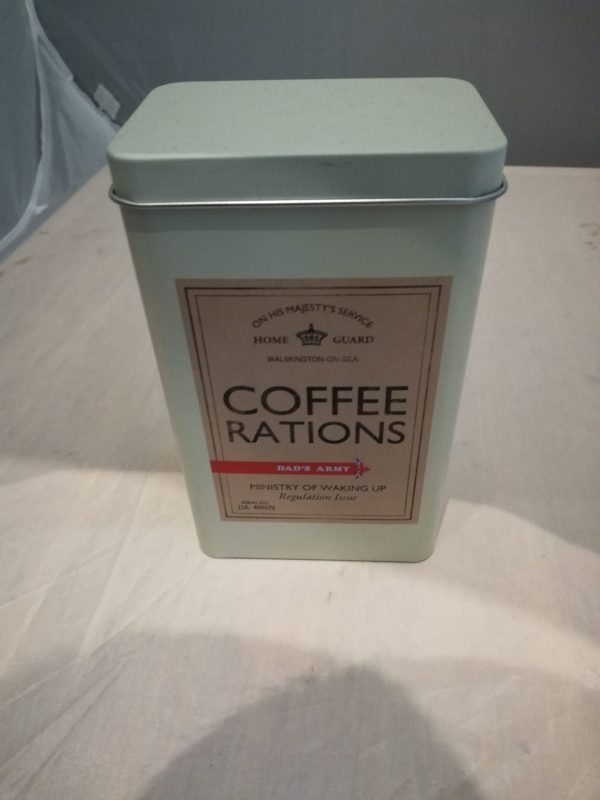 ON HIS MAJESTY'S SERVICE
HOME GUARD
WALMINGTON-ON-SEA
COFFEE
RATIONS
DAD'S ARMY
MINISTRY OF WAKING UP
Regulation Issue